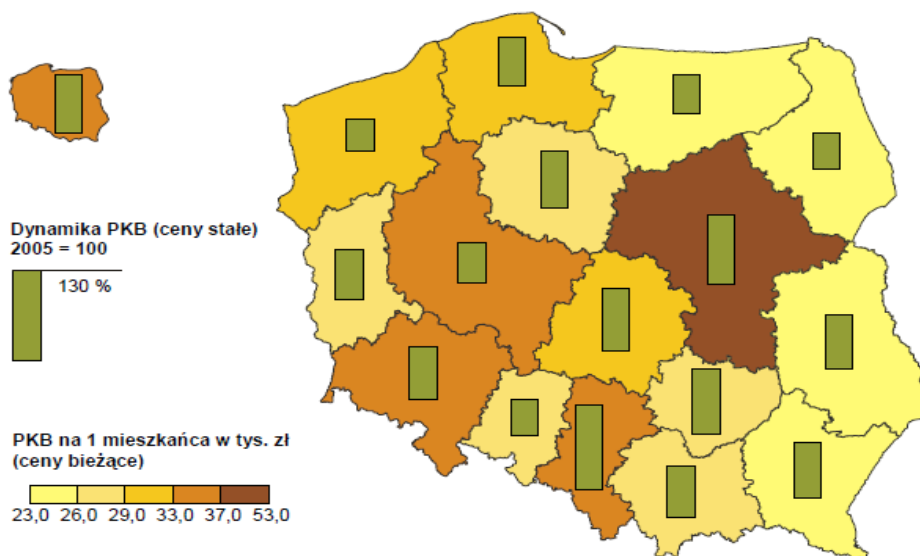 Dynamika PKB (ceny stałe)
2005 = 100
130 %
PKB na 1 mieszkańca w tys. zł
(ceny bieżące)
23,0 26,0 29,0 33,0 37,0 53,0